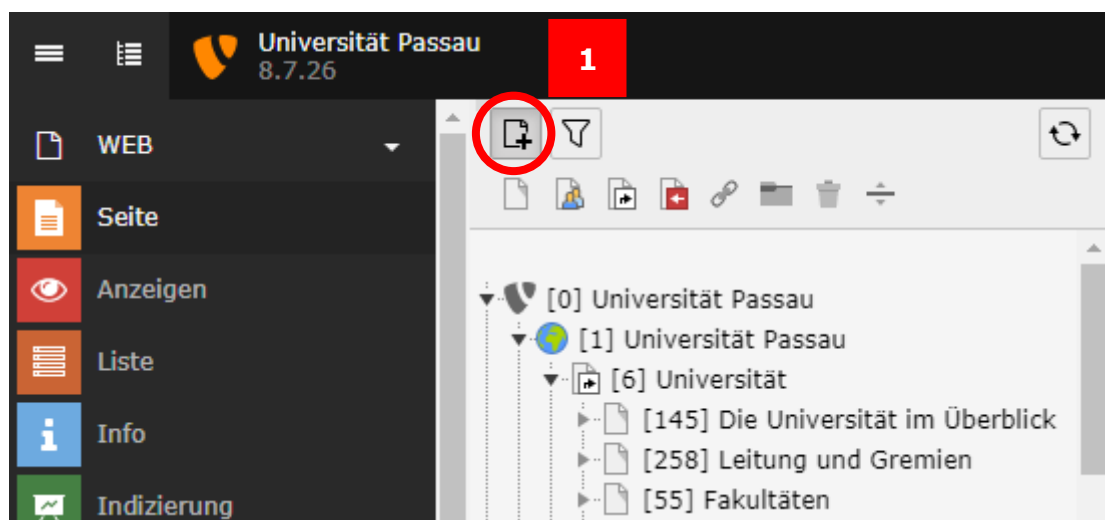 Universität Passau
8.7.26
1
WEB
Seite
Anzeigen
Liste
Info
Indizierung
[0] Universität Passau
[1] Universität Passau
[6] Universität
[145] Die Universität im Überblick
[258] Leitung und Gremien
[55] Fakultäten